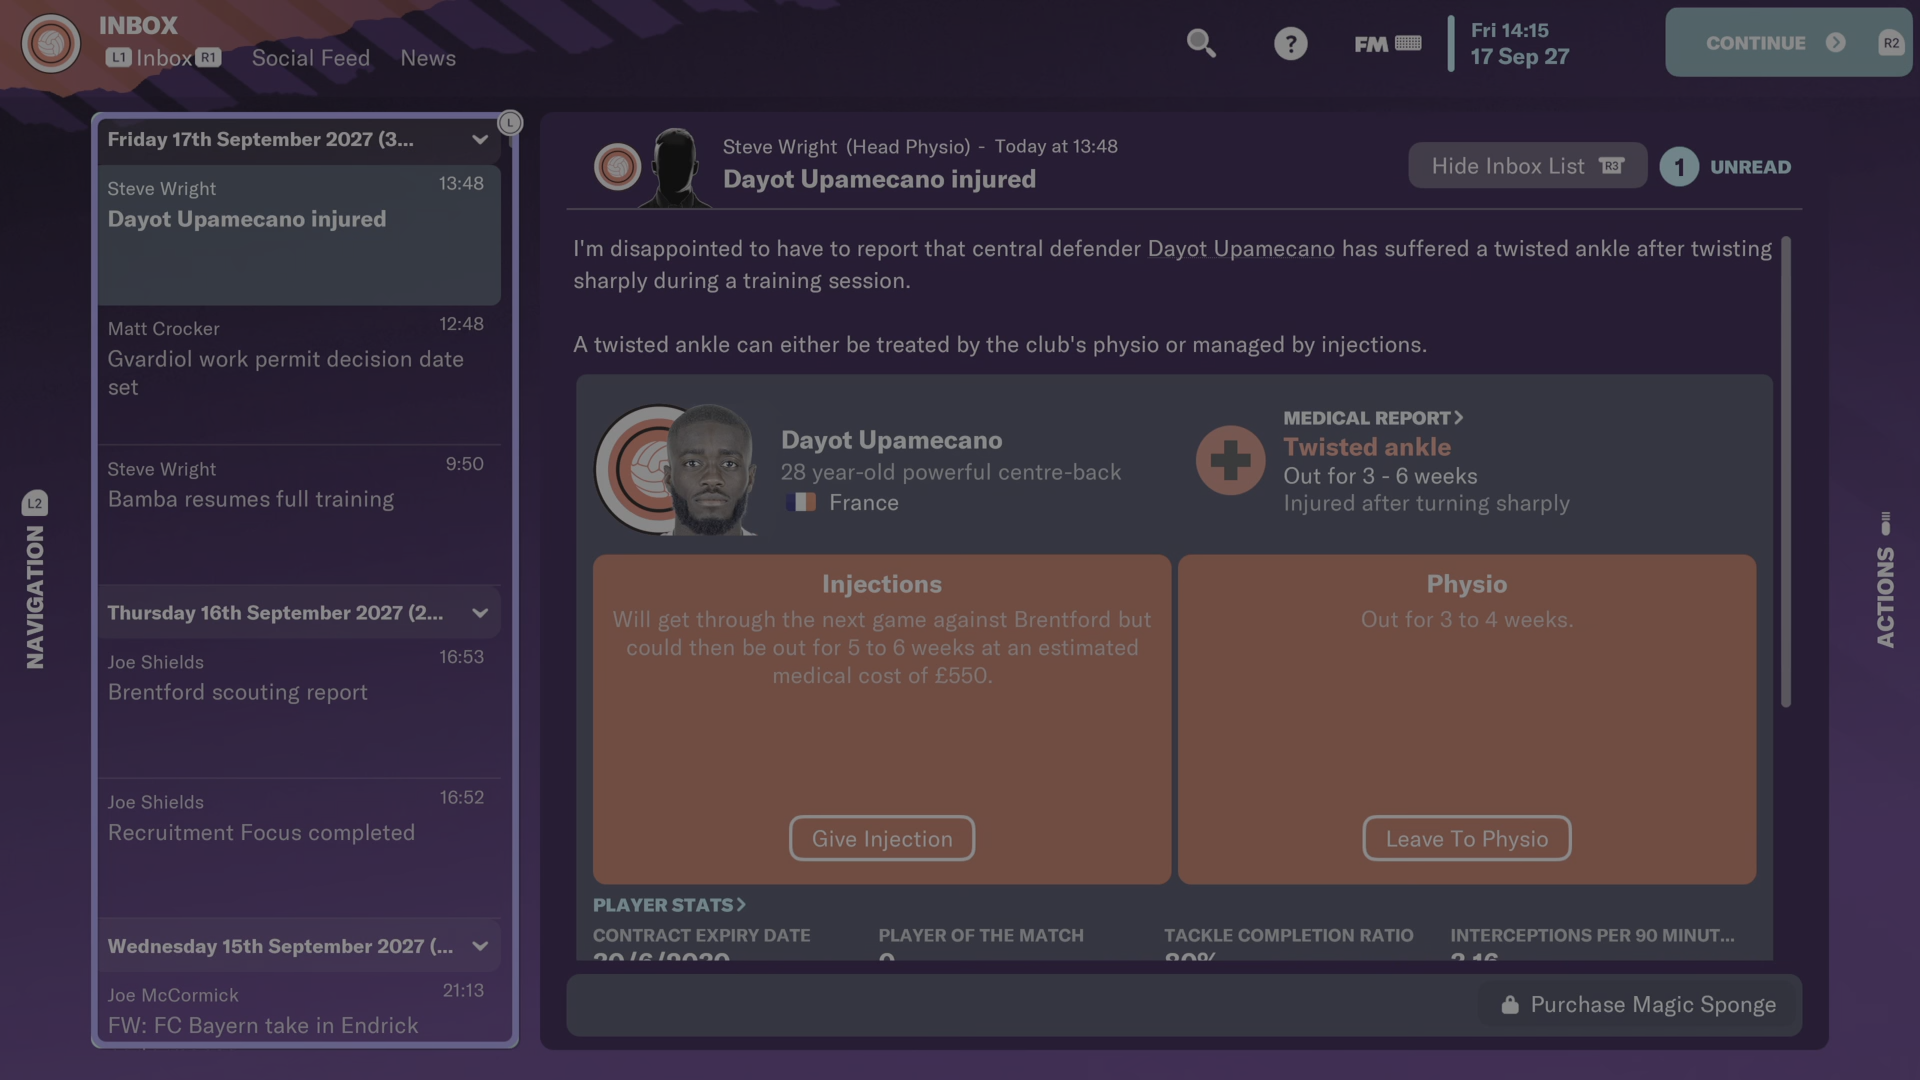 INBOX
L1 Inbox R1 Social Feed News
FM
Fri 14:15
17 Sep 27
CONTINUE R2
L
Friday 17th September 2027 (3...
Steve Wright 13:48
Dayot Upamecano injured
Matt Crocker 12:48
Gvardiol work permit decision date
set
Steve Wright 9:50
Bamba resumes full training
Thursday 16th September 2027 (2...
Joe Shields 16:53
Brentford scouting report
Joe Shields 16:52
Recruitment Focus completed
Wednesday 15th September 2027 (...
Joe McCormick 21:13
FW: FC Bayern take in Endrick
L2
NAVIGATION
Steve Wright (Head Physio) - Today at 13:48
Dayot Upamecano injured
Hide Inbox List R3
1 UNREAD
I'm disappointed to have to report that central defender Dayot Upamecano has suffered a twisted ankle after twisting
sharply during a training session.
A twisted ankle can either be treated by the club's physio or managed by injections.
Dayot Upamecano
28 year-old powerful centre-back
France
MEDICAL REPORT>
Twisted ankle
Out for 3 - 6 weeks
Injured after turning sharply
Injections
Will get through the next game against Brentford but
could then be out for 5 to 6 weeks at an estimated
medical cost of £550.
Give Injection
Physio
Out for 3 to 4 weeks.
Leave To Physio
PLAYER STATS>
CONTRACT EXPIRY DATE PLAYER OF THE MATCH TACKLE COMPLETION RATIO INTERCEPTIONS PER 90 MINUT...
Purchase Magic Sponge
ACTIONS